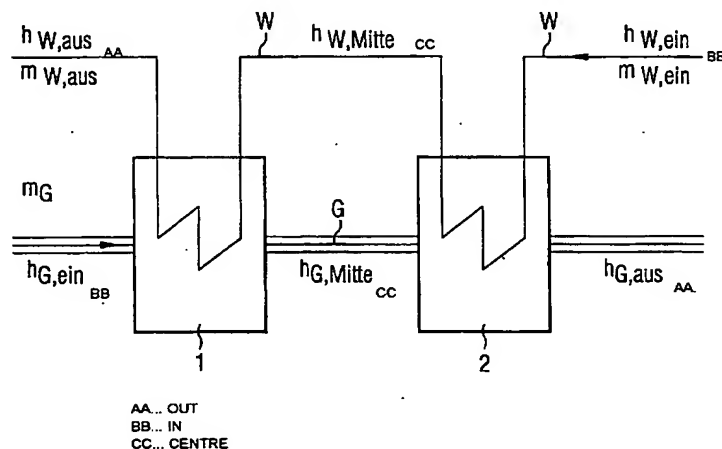 h W,aus AA
m W,aus
W
h W,Mitte CC
W
h W,ein
m W,ein BB
mG
hG,ein BB
G
hG,Mitte CC
hG,aus AA.
1
2
AA... OUT
BB... IN
CC... CENTRE